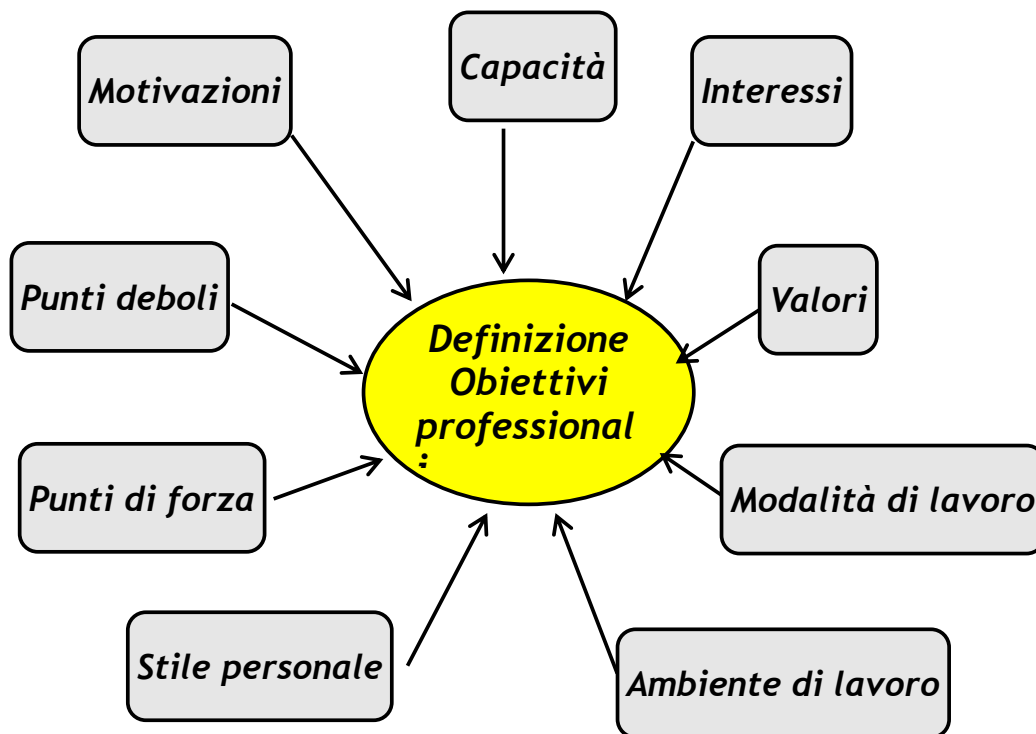 Capacità
Motivazioni
Interessi
Punti deboli
Valori
Definizione
Obiettivi
professional
Punti di forza
Modalità di lavoro
Stile personale
Ambiente di lavoro